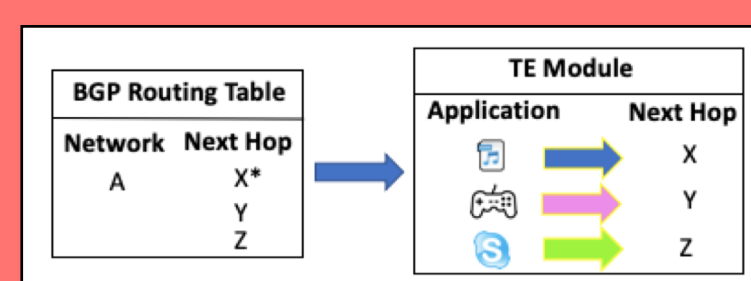 BGP Routing Table
Network Next Hop
A X*
Y
Z
TE Module
Application Next Hop
X
Y
S Z